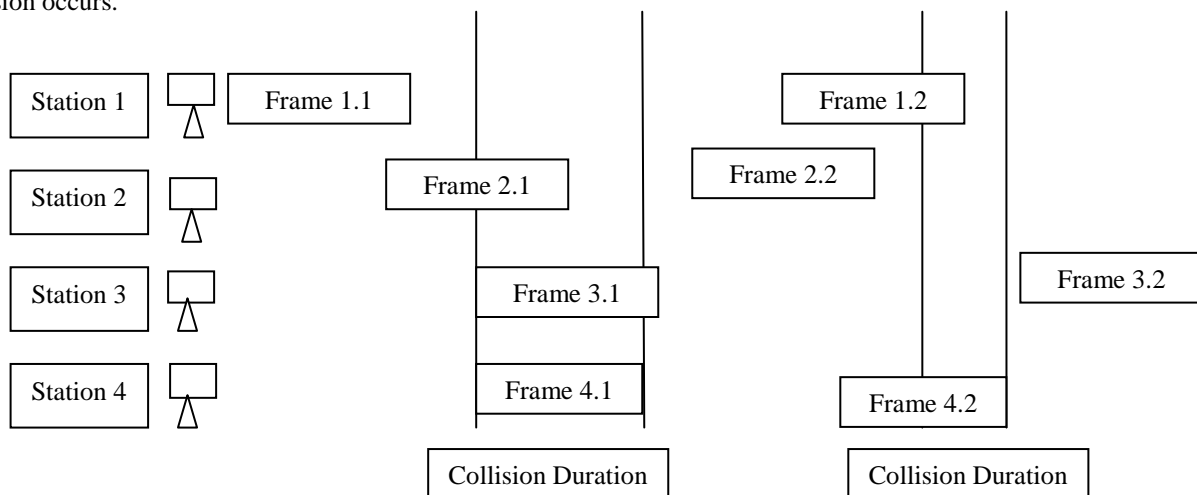 sion occurs.
Station 1
Frame 1.1
Frame 1.2
Station 2
Frame 2.1
Frame 2.2
Station 3
Frame 3.1
Frame 3.2
Station 4
Frame 4.1
Frame 4.2
Collision Duration
Collision Duration